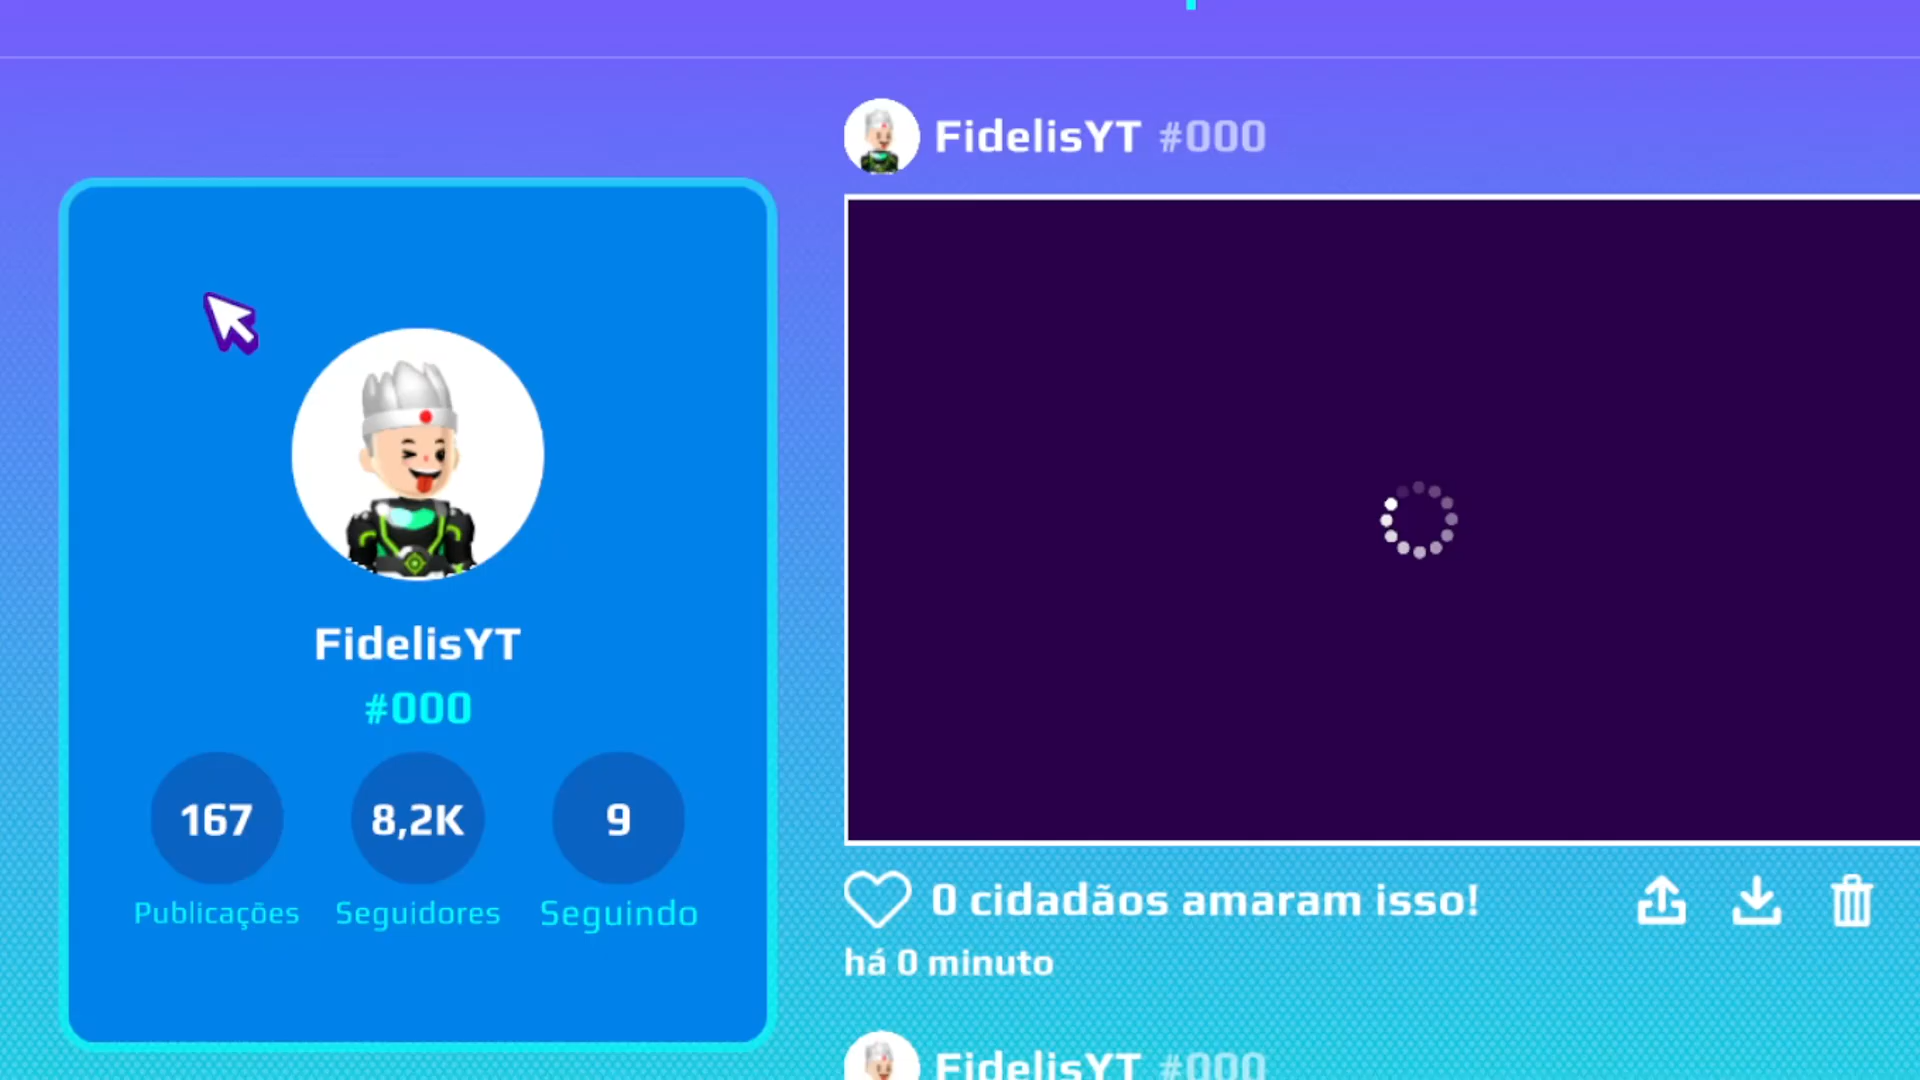 FidelisYT
#000
167
8,2K
9
Publicações
Seguidores
Seguindo
FidelisYT #000
0 cidadãos amaram isso!
há 0 minuto
FidelisYT #000